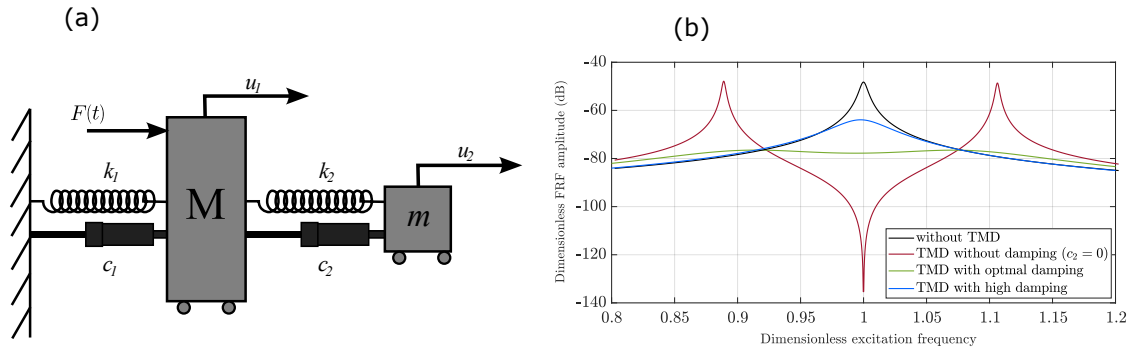 (a)
F(t)
u₁
u₂
k₁
k₂
M
m
c₁
c₂
(b)
Dimensionless FRF amplitude (dB)
-40
-60
-80
-100
-120
-140
without TMD
TMD without damping (c₂ = 0)
TMD with optmal damping
TMD with high damping
0.8 0.85 0.9 0.95 1 1.05 1.1 1.15 1.2
Dimensionless excitation frequency